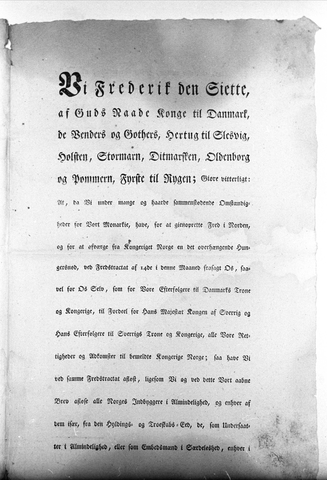 Vi Frederik den Siette,
af Guds Naade Konge til Danmark,
de Venders og Gothers, Hertug til Slesvig,
Holsten, Stormarn, Ditmarsken, Oldenborg
og Pommern, Fyrste til Rygen; Giøre vitterligt:
At, da Vi under mange og haarde sammenstødende Omstændig-
heder for Vort Monarkie, have, for at gienoprette Fred i Norden,
og for at afverge fra Kongeriget Norge en det overhængende Hun-
gersnød, ved Fredstractat af 14de i denne Maaned frasagt Os, saa-
vel for Os Selv, som for Vore Efterfølgere til Danmarks Trone
og Kongerige, til Fordeel for Hans Majestæt Kongen af Sverrig og
Hans Efterfølgere til Sverrigs Trone og Kongerige, alle Vore Ret-
tigheder og Adkomster til bemeldte Kongerige Norge; saa have Vi
ved samme Fredstractat afløst, ligesom Vi og ved dette Vort aabne
Brev afløse alle Norges Indbyggere i Almindelighed, og enhver af
dem især, fra den Hyldings- og Troeskabs-Eed, de, som Undersaat-
ter i Almindelighed, eller som Embedsmænd i Særdeleshed, enhver i